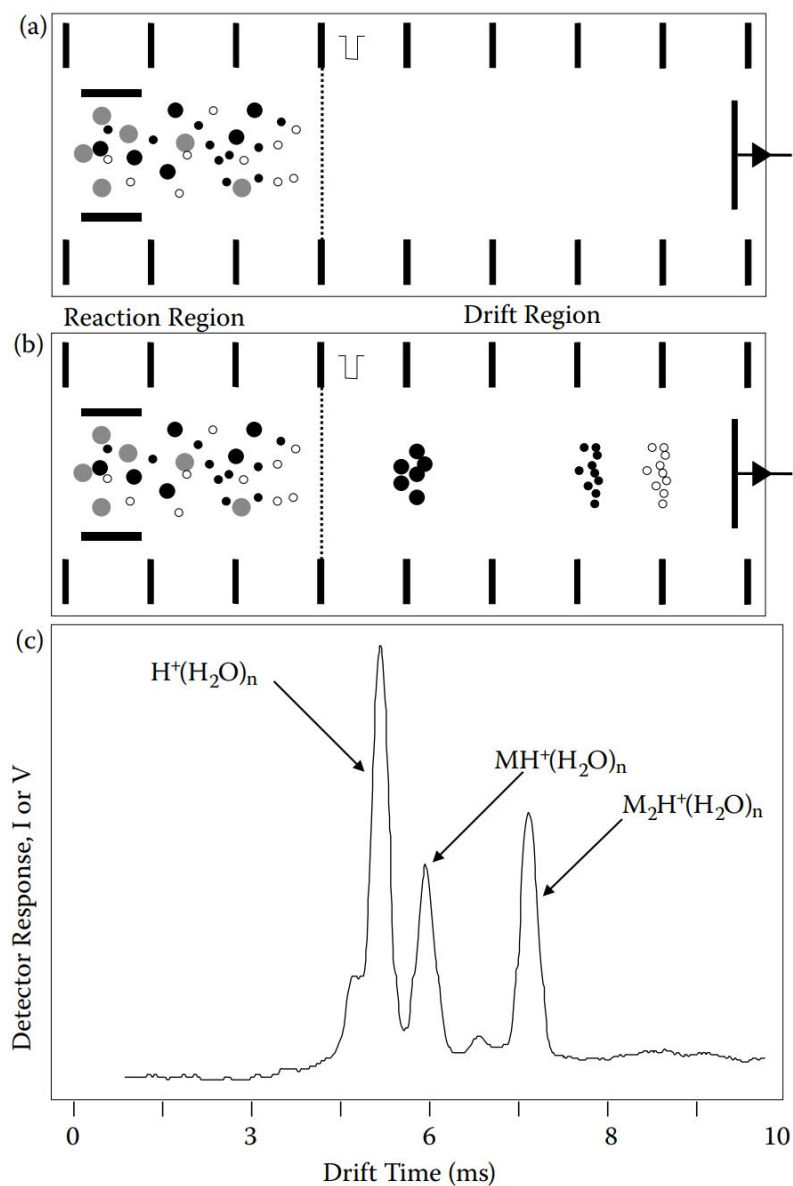 (a)
Reaction Region Drift Region
(b)
(c)
H⁺(H₂O)ₙ
MH⁺(H₂O)ₙ
M₂H⁺(H₂O)ₙ
Detector Response, I or V
0 3 6 8 10
Drift Time (ms)